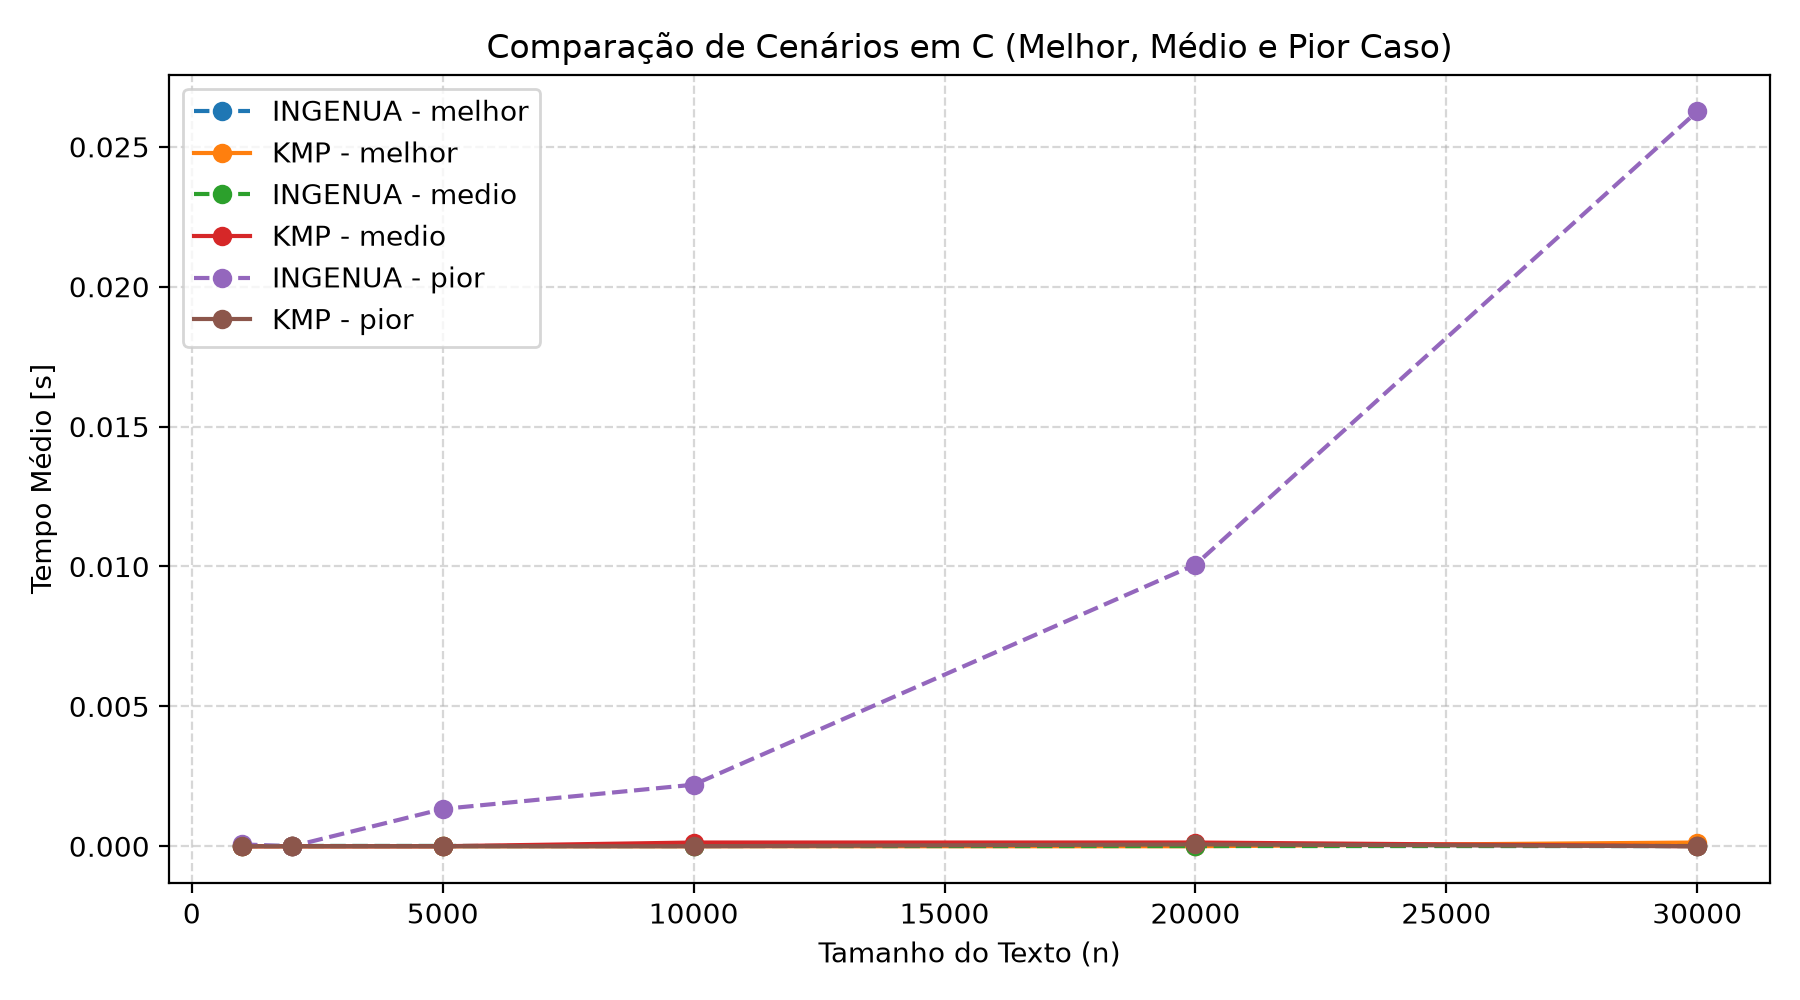 Comparação de Cenários em C (Melhor, Médio e Pior Caso)
INGENUA - melhor
KMP - melhor
INGENUA - medio
KMP - medio
INGENUA - pior
KMP - pior
Tempo Médio [s]
0.025
0.020
0.015
0.010
0.005
0.000
0 5000 10000 15000 20000 25000 30000
Tamanho do Texto (n)